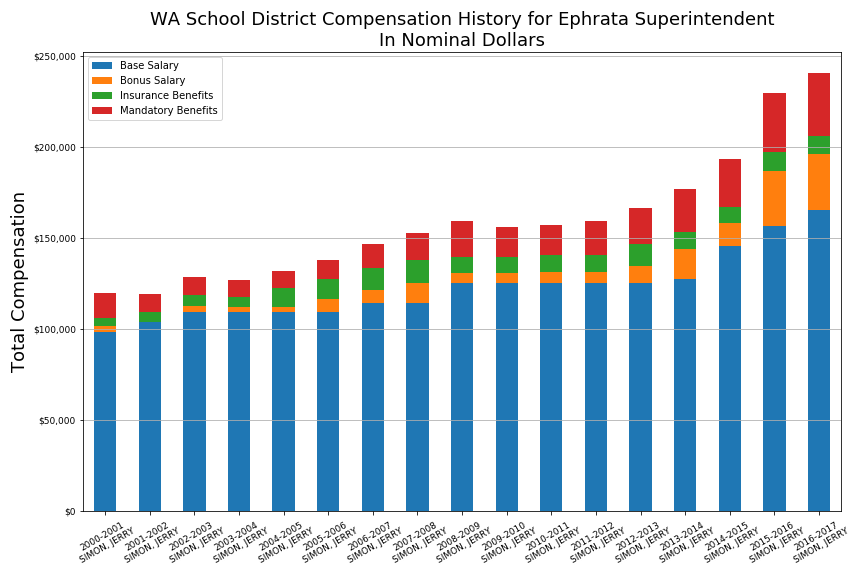 WA School District Compensation History for Ephrata Superintendent
In Nominal Dollars
Base Salary
Bonus Salary
Insurance Benefits
Mandatory Benefits
$250,000
$200,000
$150,000
$100,000
$50,000
$0
Total Compensation
2000-2001
SIMON, JERRY
2001-2002
SIMON, JERRY
2002-2003
SIMON, JERRY
2003-2004
SIMON, JERRY
2004-2005
SIMON, JERRY
2005-2006
SIMON, JERRY
2006-2007
SIMON, JERRY
2007-2008
SIMON, JERRY
2008-2009
SIMON, JERRY
2009-2010
SIMON, JERRY
2010-2011
SIMON, JERRY
2011-2012
SIMON, JERRY
2012-2013
SIMON, JERRY
2013-2014
SIMON, JERRY
2014-2015
SIMON, JERRY
2015-2016
SIMON, JERRY
2016-2017
SIMON, JERRY